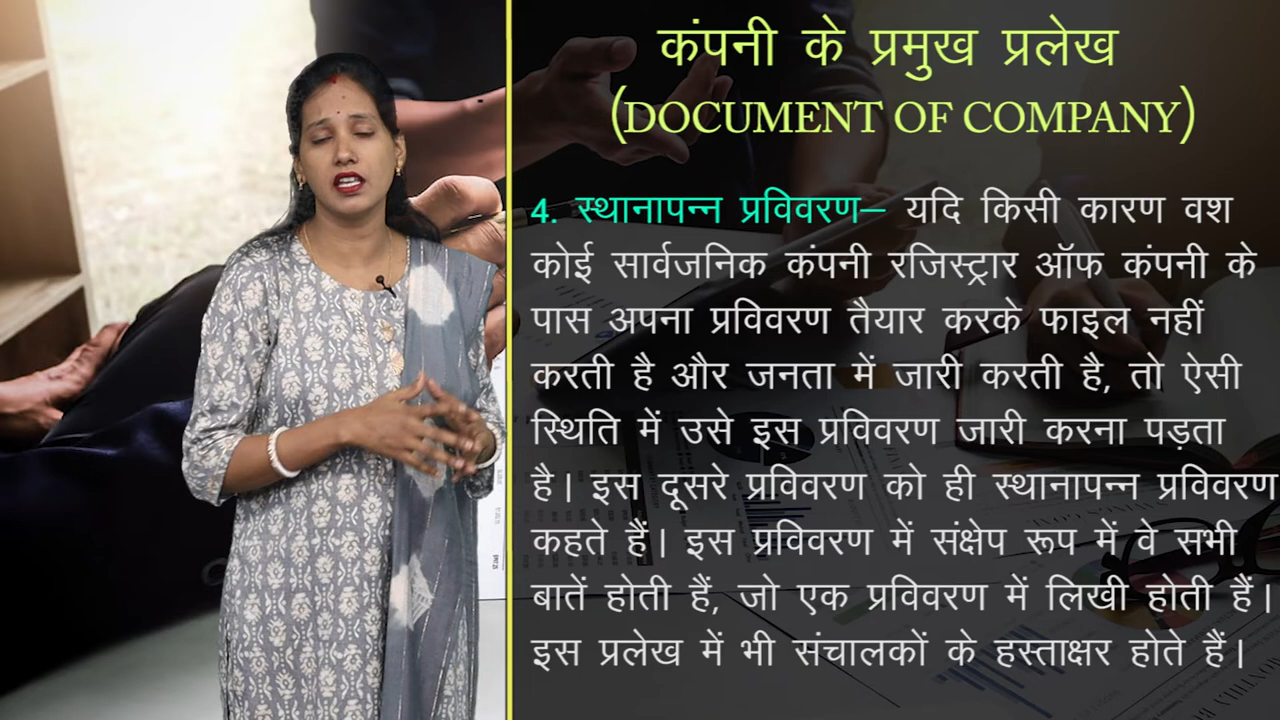 कंपनी के प्रमुख प्रलेख
(DOCUMENT OF COMPANY)
4. स्थानापन्न प्रविवरण– यदि किसी कारण वश
कोई सार्वजनिक कंपनी रजिस्ट्रार ऑफ कंपनी के
पास अपना प्रविवरण तैयार करके फाइल नहीं
करती है और जनता में जारी करती है, तो ऐसी
स्थिति में उसे इस प्रविवरण जारी करना पड़ता
है। इस दूसरे प्रविवरण को ही स्थानापन्न प्रविवरण
कहते हैं। इस प्रविवरण में संक्षेप रूप में वे सभी
बातें होती हैं, जो एक प्रविवरण में लिखी होती हैं।
इस प्रलेख में भी संचालकों के हस्ताक्षर होते हैं।